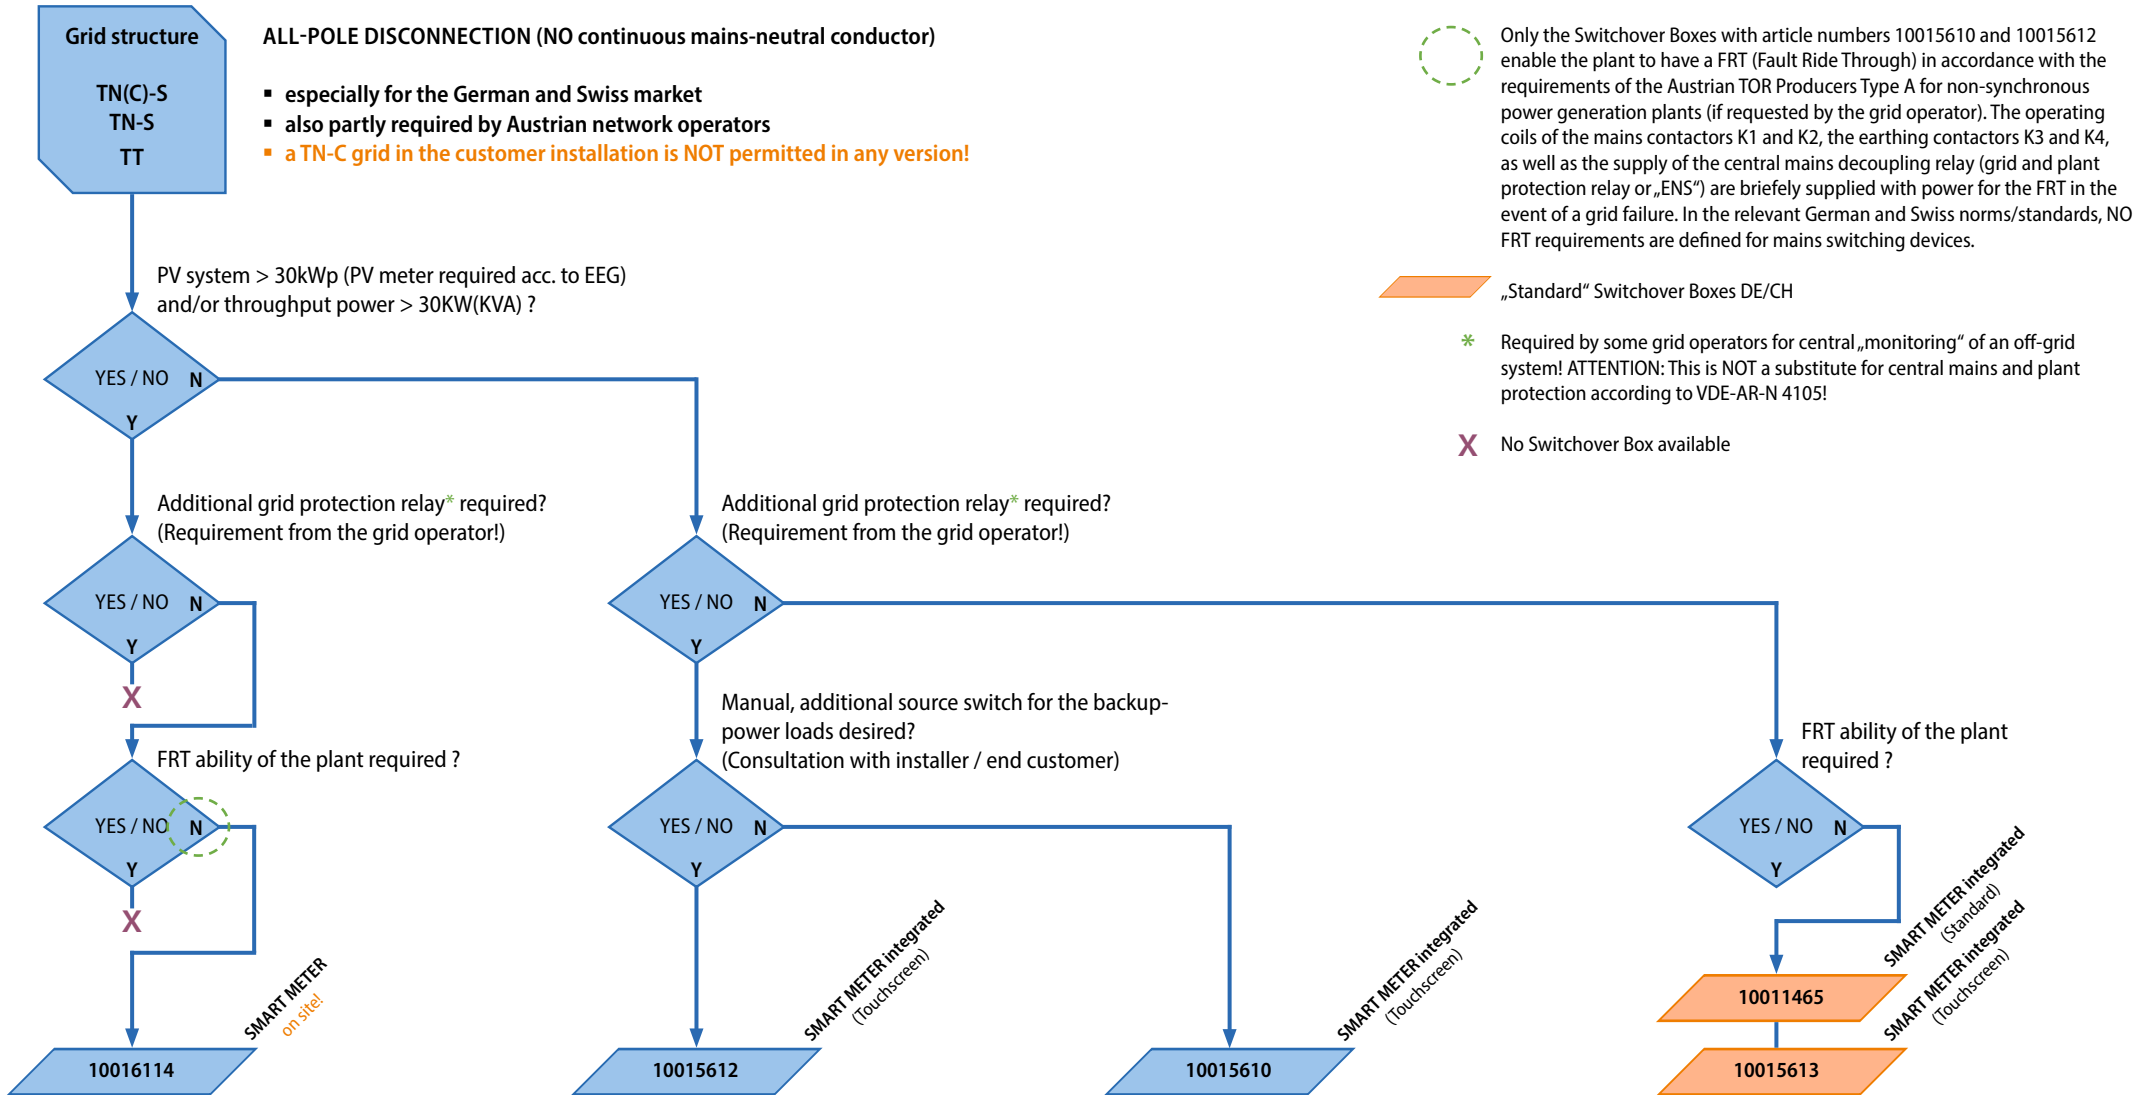 Grid structure
TN(C)-S
TN-S
TT
ALL-POLE DISCONNECTION (NO continuous mains-neutral conductor)
▪ especially for the German and Swiss market
▪ also partly required by Austrian network operators
▪ a TN-C grid in the customer installation is NOT permitted in any version!
Only the Switchover Boxes with article numbers 10015610 and 10015612
enable the plant to have a FRT (Fault Ride Through) in accordance with the
requirements of the Austrian TOR Producers Type A for non-synchronous
power generation plants (if requested by the grid operator). The operating
coils of the mains contactors K1 and K2, the earthing contactors K3 and K4,
as well as the supply of the central mains decoupling relay (grid and plant
protection relay or „ENS“) are briefely supplied with power for the FRT in the
event of a grid failure. In the relevant German and Swiss norms/standards, NO
FRT requirements are defined for mains switching devices.
„Standard“ Switchover Boxes DE/CH
* Required by some grid operators for central „monitoring“ of an off-grid
system! ATTENTION: This is NOT a substitute for central mains and plant
protection according to VDE-AR-N 4105!
X No Switchover Box available
PV system > 30kWp (PV meter required acc. to EEG)
and/or throughput power > 30KW(KVA) ?
YES / NO N
Y
Additional grid protection relay* required?
(Requirement from the grid operator!)
YES / NO N
Y
X
FRT ability of the plant required ?
YES / NO N
Y
X
SMART METER
on site!
10016114
Additional grid protection relay* required?
(Requirement from the grid operator!)
YES / NO N
Y
Manual, additional source switch for the backup-
power loads desired?
(Consultation with installer / end customer)
YES / NO N
Y
SMART METER integrated
(Touchscreen)
10015612
SMART METER integrated
(Touchscreen)
10015610
FRT ability of the plant
required ?
YES / NO N
Y
SMART METER integrated
(Standard)
10011465
SMART METER integrated
(Touchscreen)
10015613